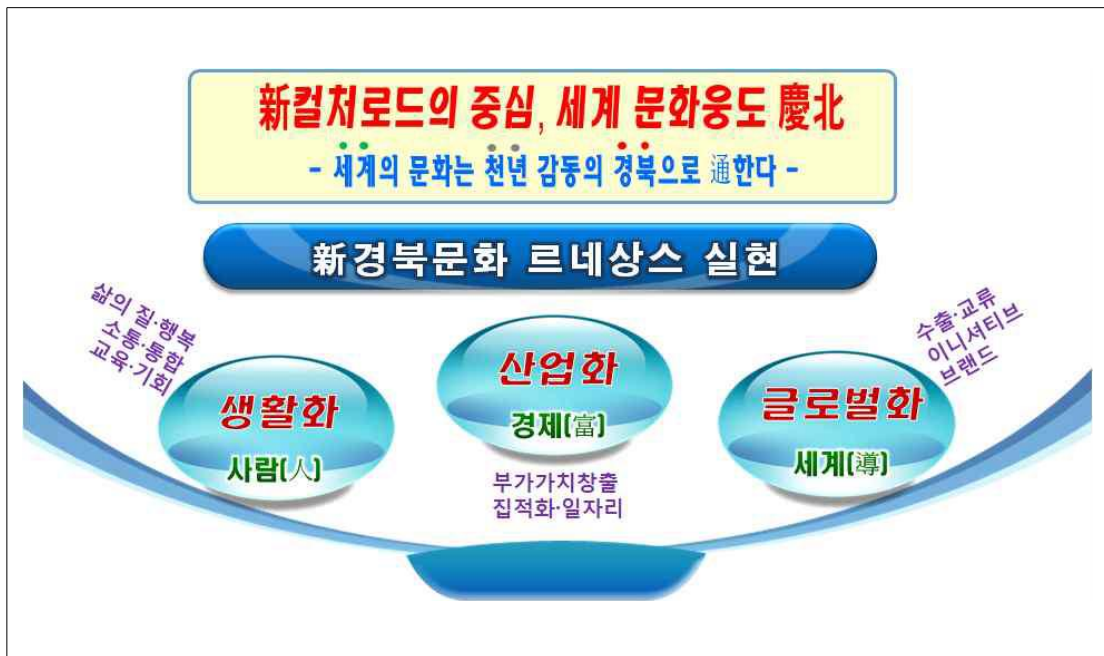 新컬처로드의 중심, 세계 문화웅도 慶北
- 세계의 문화는 천년 감동의 경북으로 通한다 -
新경북문화 르네상스 실현
삶의 질·행복
소통·통합
교육·기회
생활화
사람(人)
산업화
경제(富)
부가가치창출
집적화·일자리
수출·교류
이니셔티브
브랜드
글로벌화
세계(導)